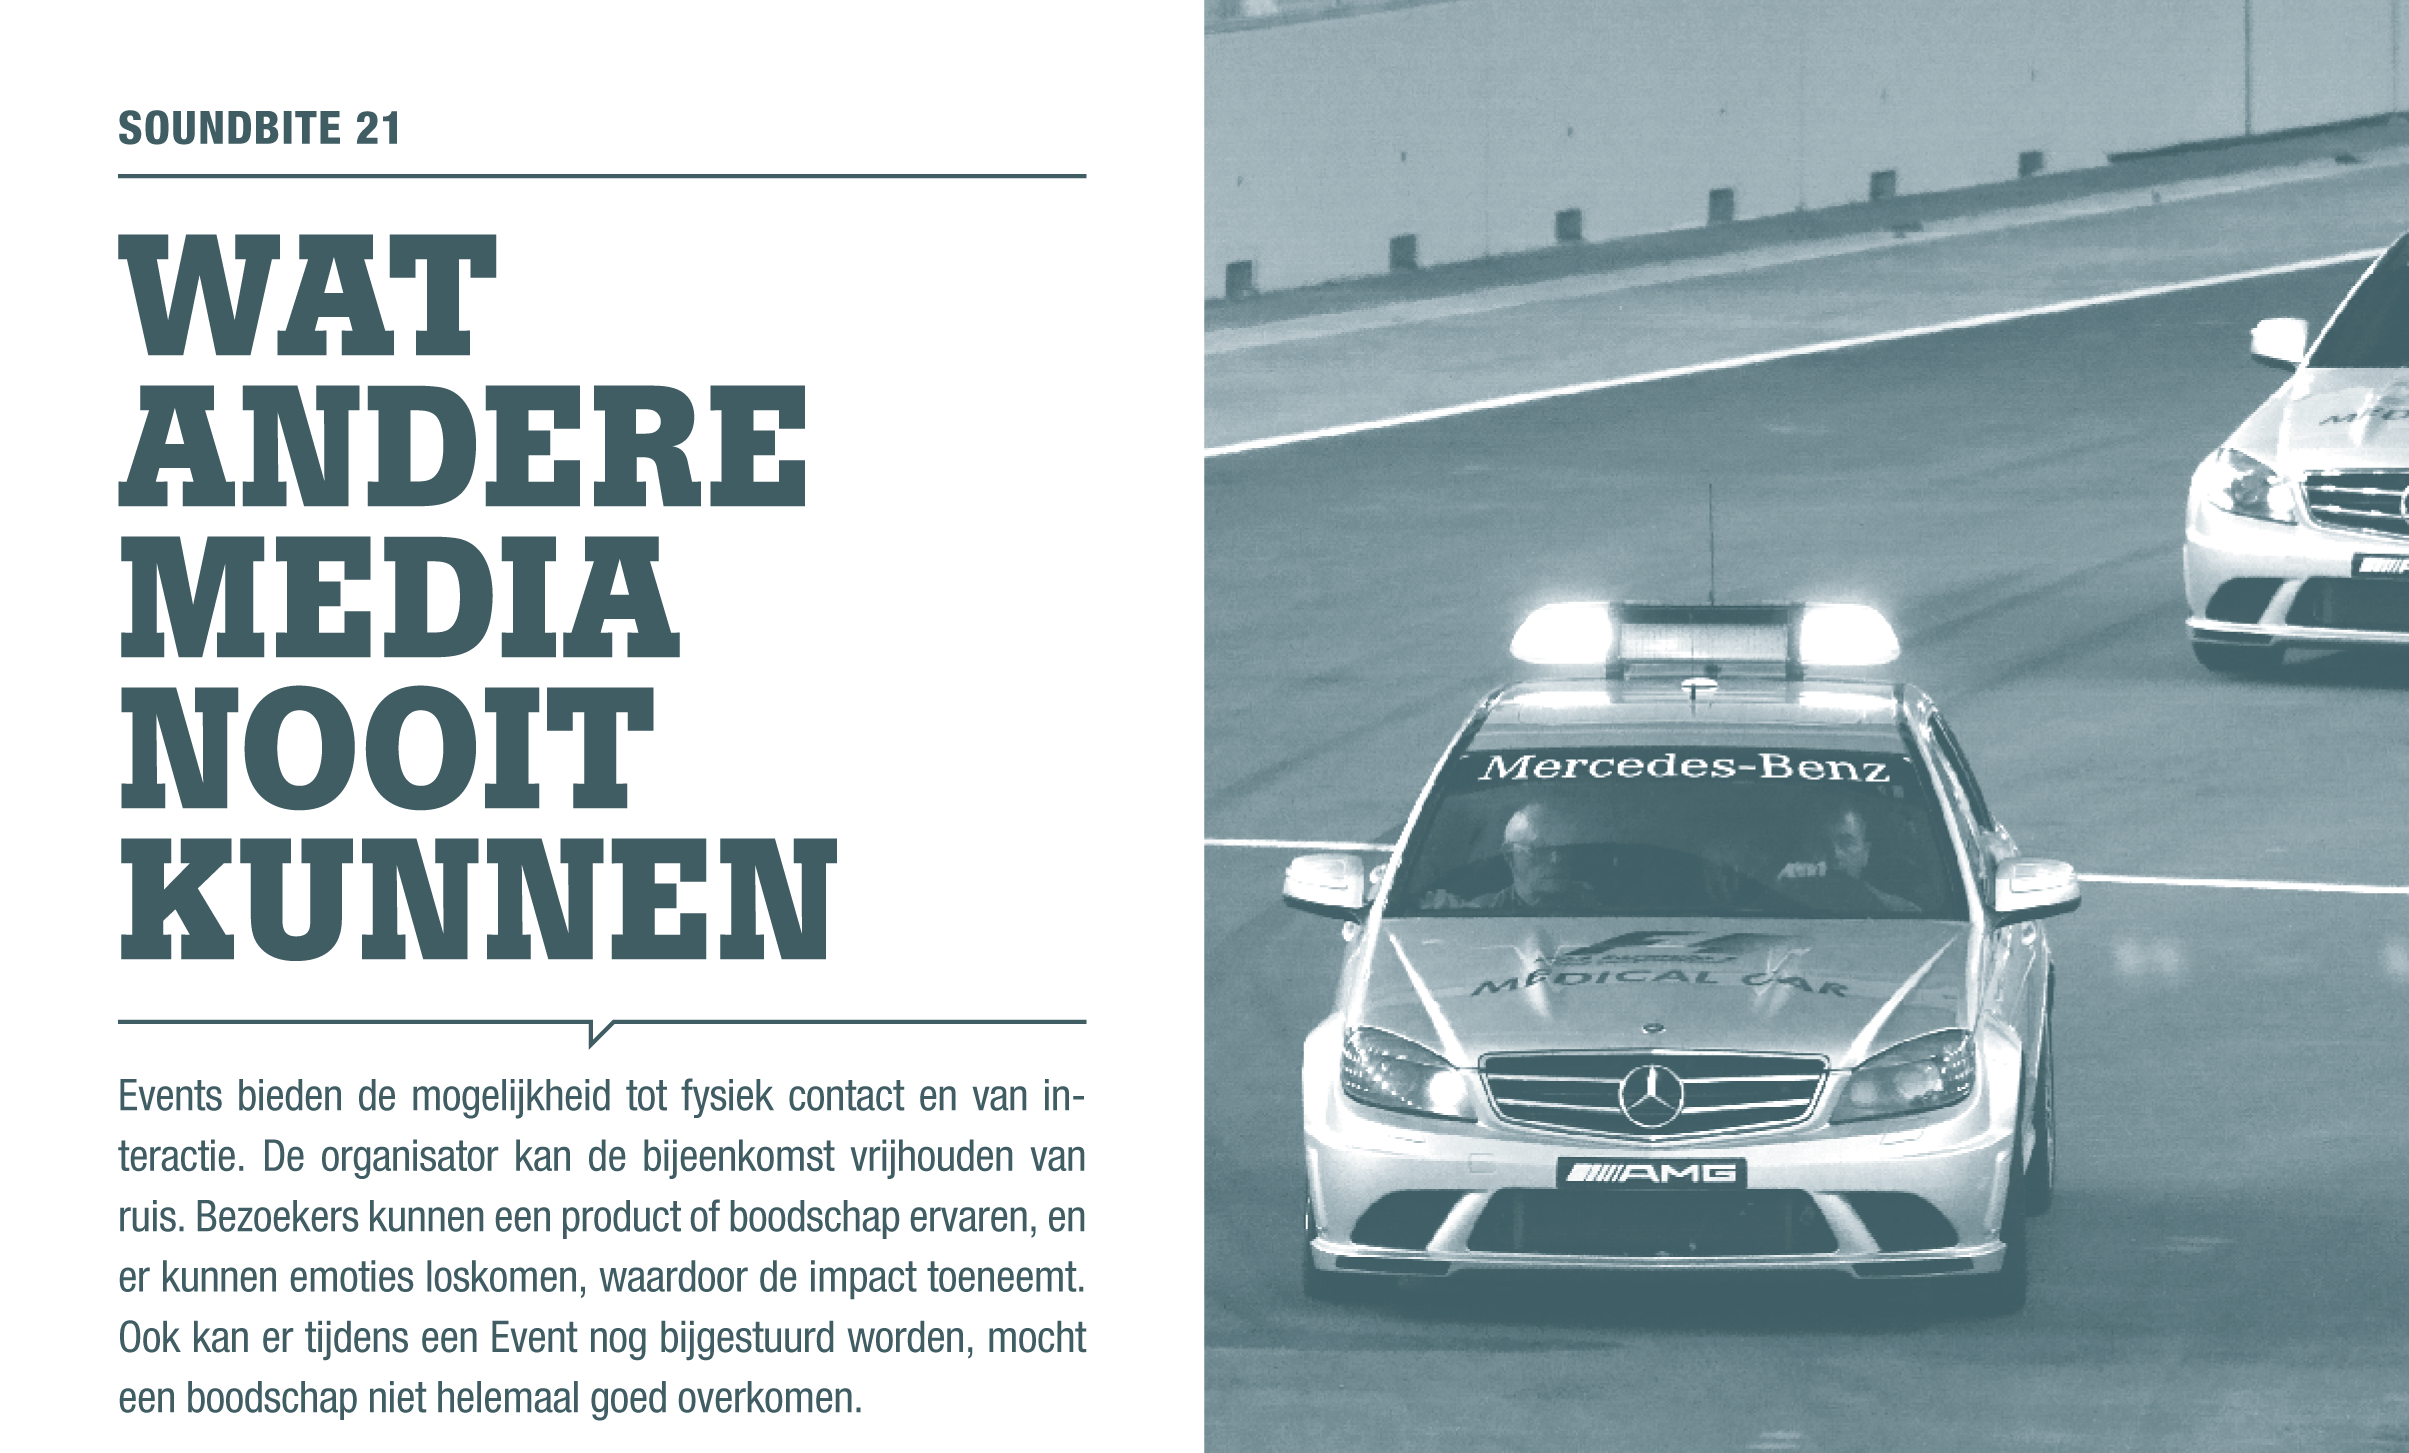 SOUNDBITE 21
WAT
ANDERE
MEDIA
NOOIT
KUNNEN
Events bieden de mogelijkheid tot fysiek contact en van in-
teractie. De organisator kan de bijeenkomst vrijhouden van
ruis. Bezoekers kunnen een product of boodschap ervaren, en
er kunnen emoties loskomen, waardoor de impact toeneemt.
Ook kan er tijdens een Event nog bijgestuurd worden, mocht
een boodschap niet helemaal goed overkomen.
Mercedes-Benz
MEDICAL CAR
AMG